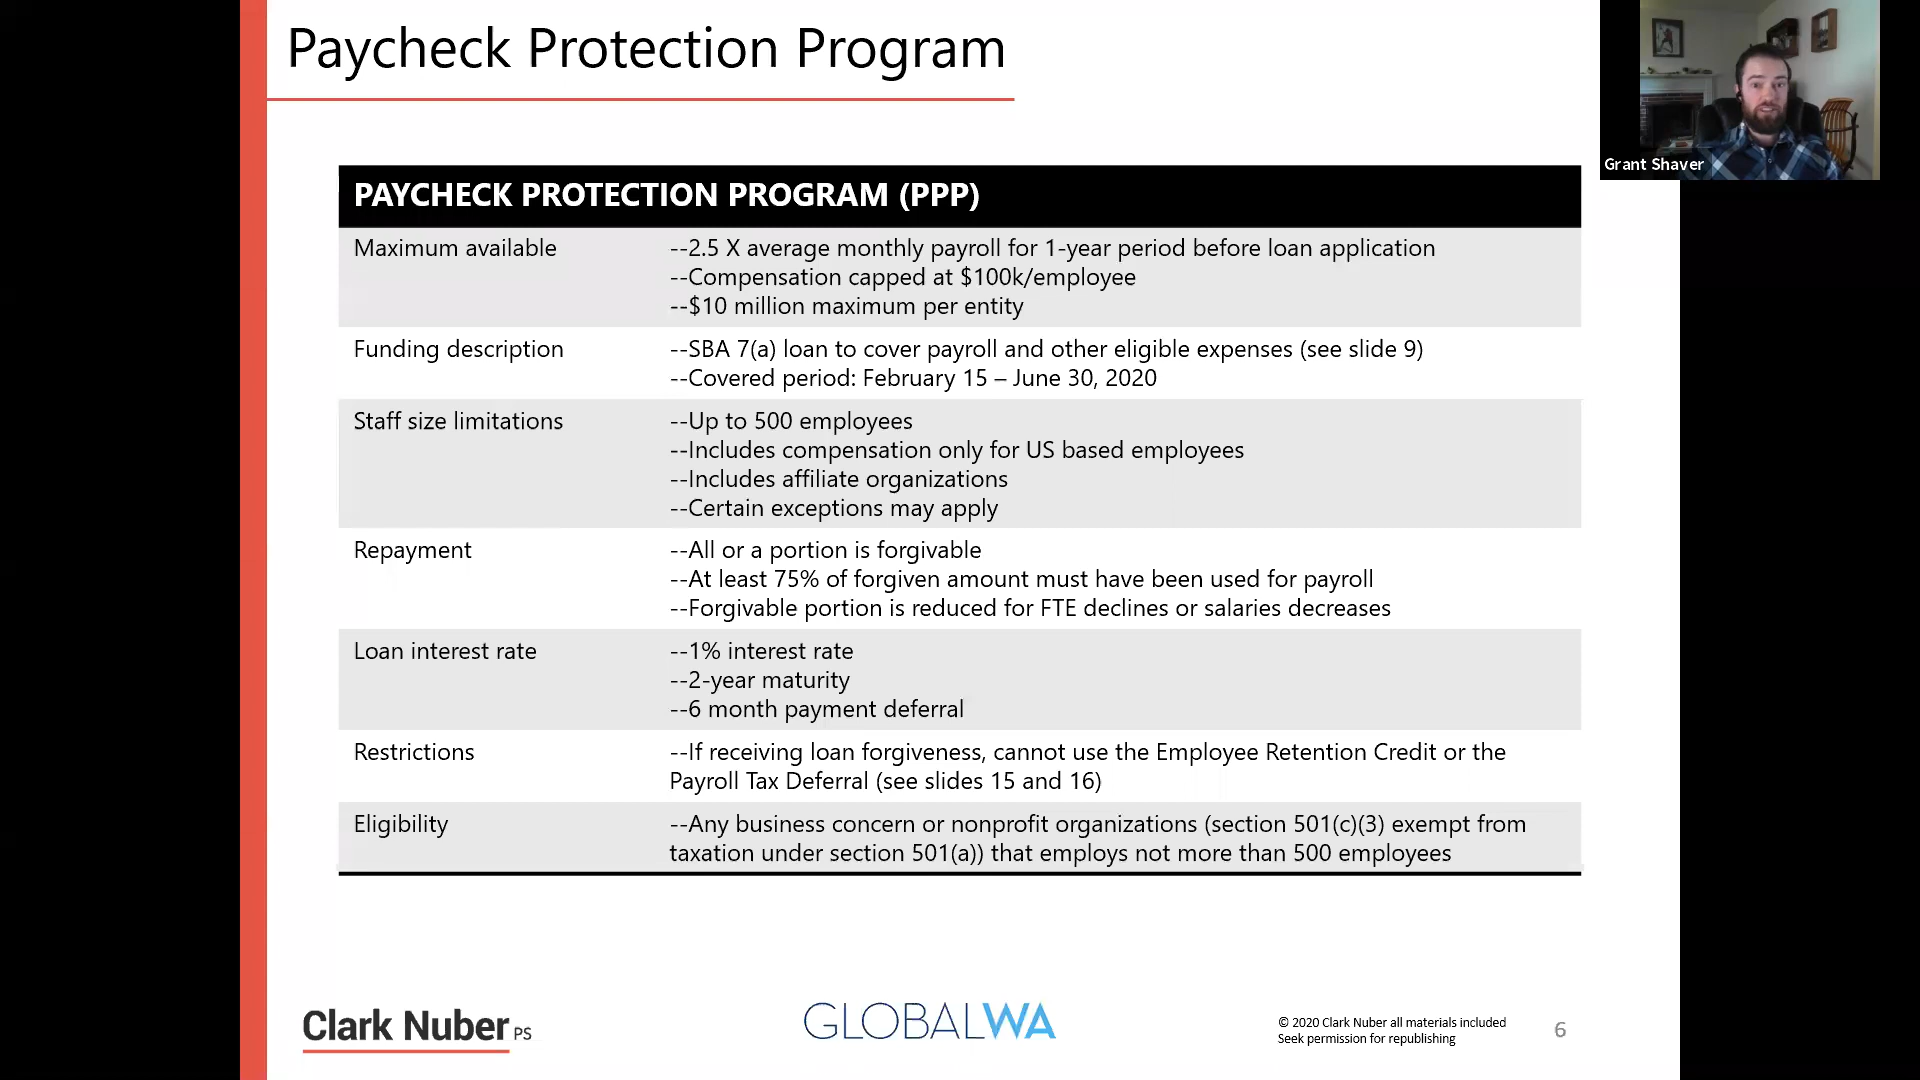 Paycheck Protection Program
Grant Shaver
PAYCHECK PROTECTION PROGRAM (PPP)
Maximum available
--2.5 X average monthly payroll for 1-year period before loan application
--Compensation capped at $100k/employee
--$10 million maximum per entity
Funding description
--SBA 7(a) loan to cover payroll and other eligible expenses (see slide 9)
--Covered period: February 15 – June 30, 2020
Staff size limitations
--Up to 500 employees
--Includes compensation only for US based employees
--Includes affiliate organizations
--Certain exceptions may apply
Repayment
--All or a portion is forgivable
--At least 75% of forgiven amount must have been used for payroll
--Forgivable portion is reduced for FTE declines or salaries decreases
Loan interest rate
--1% interest rate
--2-year maturity
--6 month payment deferral
Restrictions
--If receiving loan forgiveness, cannot use the Employee Retention Credit or the
Payroll Tax Deferral (see slides 15 and 16)
Eligibility
--Any business concern or nonprofit organizations (section 501(c)(3) exempt from
taxation under section 501(a)) that employs not more than 500 employees
Clark Nuber PS
GLOBALWA
© 2020 Clark Nuber all materials included
Seek permission for republishing
6